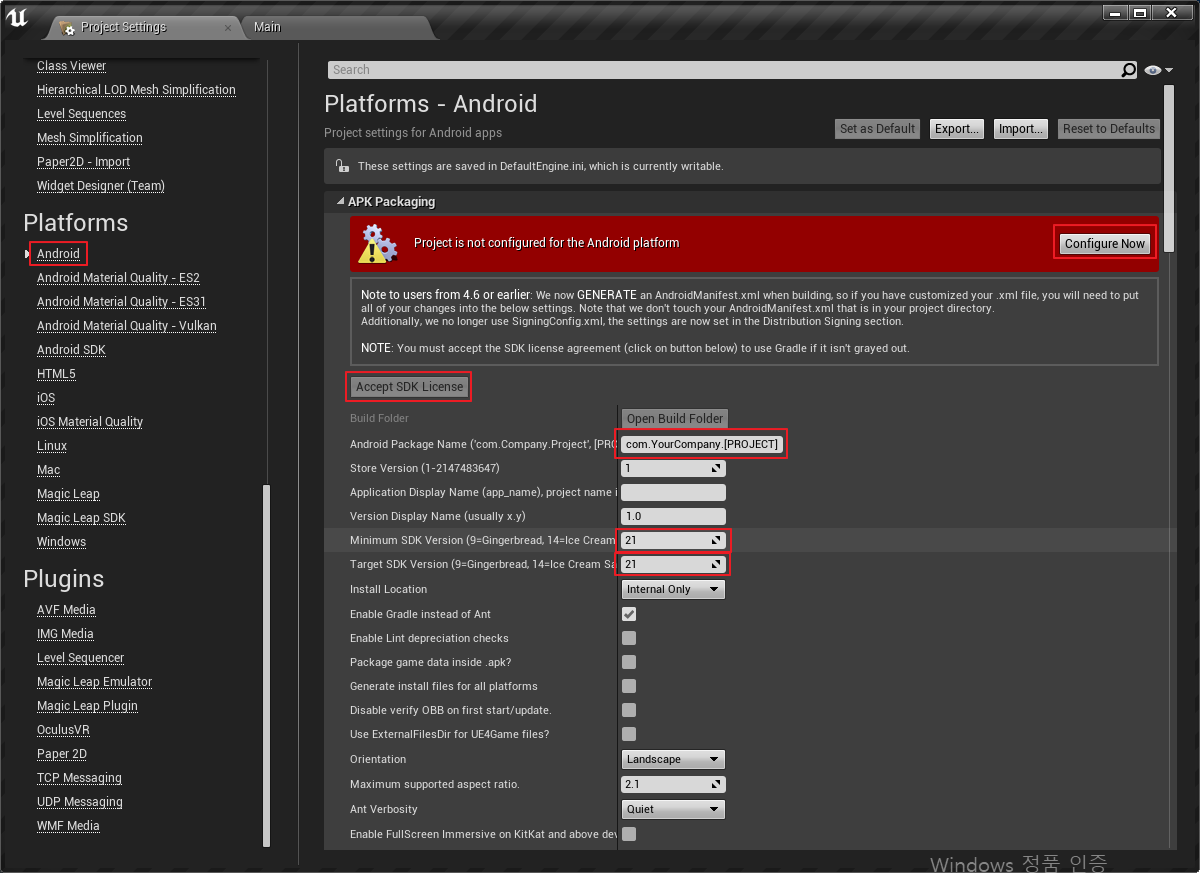 Project Settings
Main
Class Viewer
Hierarchical LOD Mesh Simplification
Level Sequences
Mesh Simplification
Paper2D - Import
Widget Designer (Team)
Platforms
Android
Android Material Quality - ES2
Android Material Quality - ES31
Android Material Quality - Vulkan
Android SDK
HTML5
iOS
iOS Material Quality
Linux
Mac
Magic Leap
Magic Leap SDK
Windows
Plugins
AVF Media
IMG Media
Level Sequencer
Magic Leap Emulator
Magic Leap Plugin
OculusVR
Paper 2D
TCP Messaging
UDP Messaging
WMF Media
Search
Platforms - Android
Project settings for Android apps
Set as Default
Export...
Import...
Reset to Defaults
These settings are saved in DefaultEngine.ini, which is currently writable.
APK Packaging
Project is not configured for the Android platform
Configure Now
Note to users from 4.6 or earlier: We now GENERATE an AndroidManifest.xml when building, so if you have customized your .xml file, you will need to put
all of your changes into the below settings. Note that we don't touch your AndroidManifest.xml that is in your project directory.
Additionally, we no longer use SigningConfig.xml, the settings are now set in the Distribution Signing section.
NOTE: You must accept the SDK license agreement (click on button below) to use Gradle if it isn't grayed out.
Accept SDK License
Build Folder Open Build Folder
Android Package Name ('com.Company.Project', [PRO com.YourCompany.[PROJECT]
Store Version (1-2147483647) 1
Application Display Name (app_name), project name i
Version Display Name (usually x.y) 1.0
Minimum SDK Version (9=Gingerbread, 14=Ice Cream 21
Target SDK Version (9=Gingerbread, 14=Ice Cream Sa 21
Install Location Internal Only
Enable Gradle instead of Ant
Enable Lint depreciation checks
Package game data inside .apk?
Generate install files for all platforms
Disable verify OBB on first start/update.
Use ExternalFilesDir for UE4Game files?
Orientation Landscape
Maximum supported aspect ratio. 2.1
Ant Verbosity Quiet
Enable FullScreen Immersive on KitKat and above dev
Windows 정품 인증